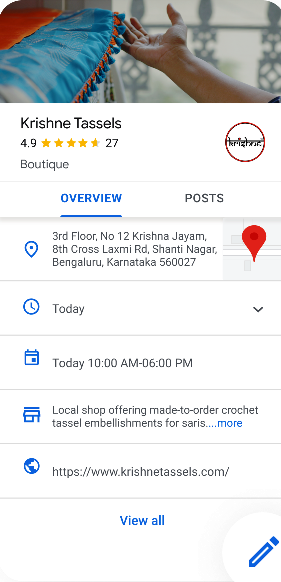 Krishne Tassels
4.9 27
krishne
Boutique
OVERVIEW POSTS
3rd Floor, No 12 Krishna Jayam,
8th Cross Laxmi Rd, Shanti Nagar,
Bengaluru, Karnataka 560027
Today
Today 10:00 AM-06:00 PM
Local shop offering made-to-order crochet
tassel embellishments for saris....more
https://www.krishnetassels.com/
View all